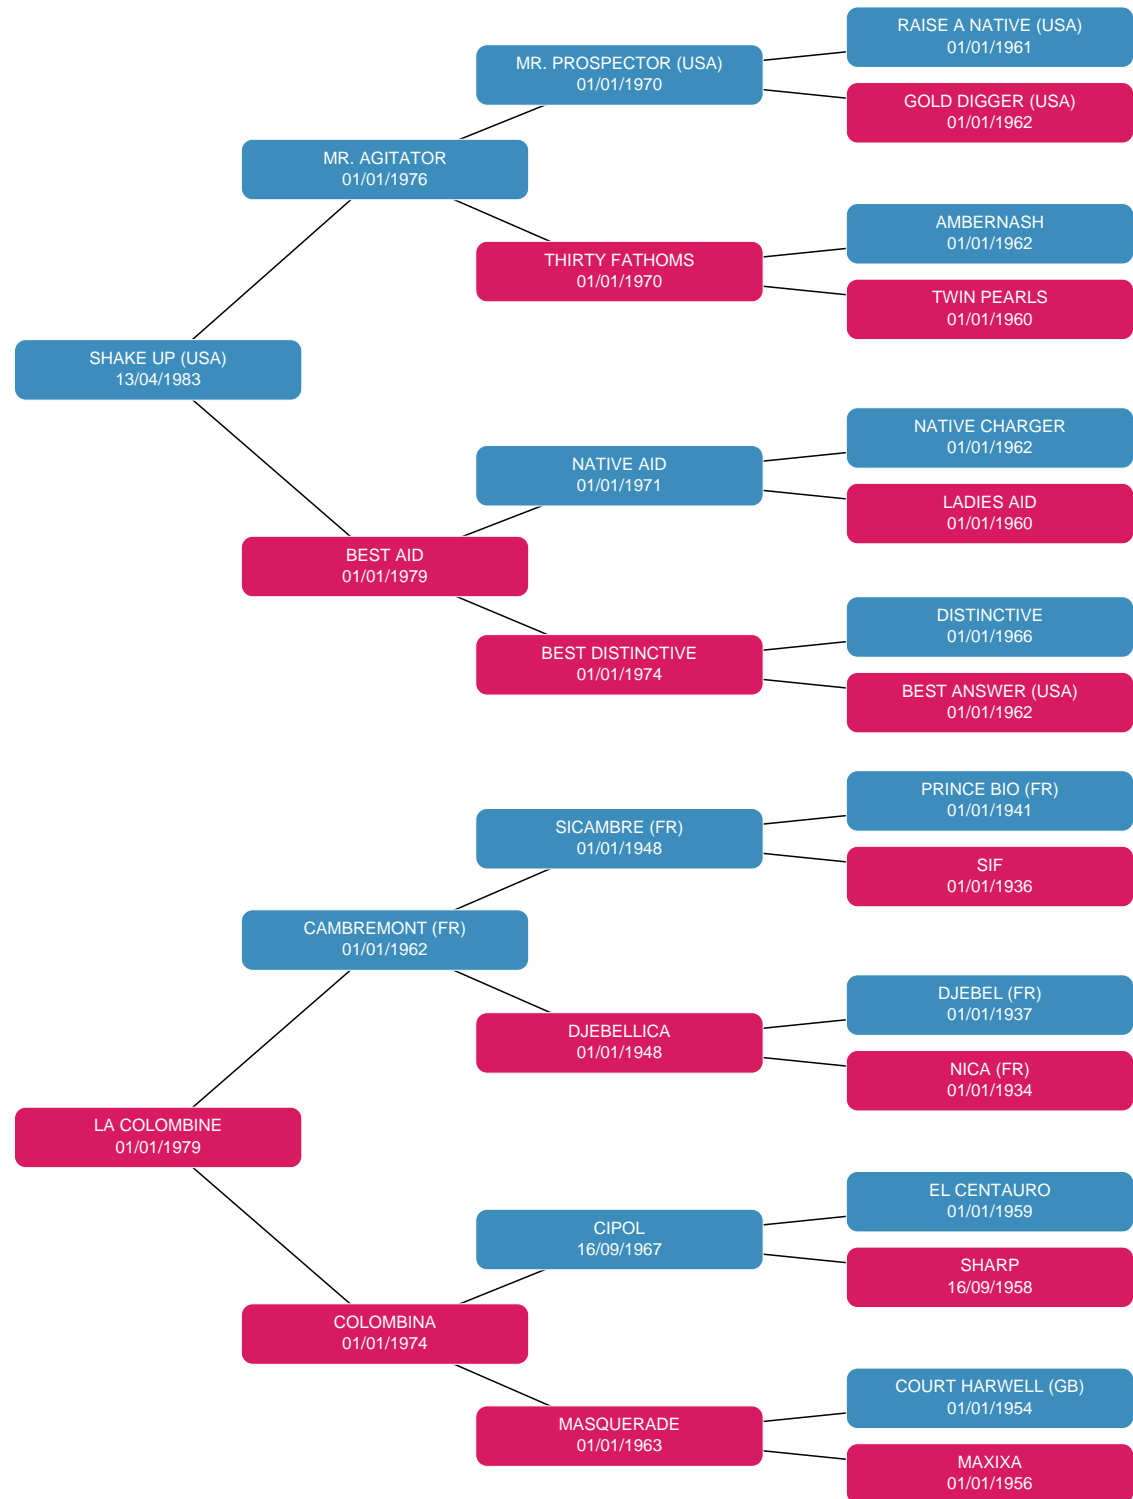 RAISE A NATIVE (USA)
01/01/1961
MR. PROSPECTOR (USA)
01/01/1970
GOLD DIGGER (USA)
01/01/1962
MR. AGITATOR
01/01/1976
AMBERNASH
01/01/1962
THIRTY FATHOMS
01/01/1970
TWIN PEARLS
01/01/1960
SHAKE UP (USA)
13/04/1983
NATIVE CHARGER
01/01/1962
NATIVE AID
01/01/1971
LADIES AID
01/01/1960
BEST AID
01/01/1979
DISTINCTIVE
01/01/1966
BEST DISTINCTIVE
01/01/1974
BEST ANSWER (USA)
01/01/1962
PRINCE BIO (FR)
01/01/1941
SICAMBRE (FR)
01/01/1948
SIF
01/01/1936
CAMBREMONT (FR)
01/01/1962
DJEBEL (FR)
01/01/1937
DJEBELLICA
01/01/1948
NICA (FR)
01/01/1934
LA COLOMBINE
01/01/1979
EL CENTAURO
01/01/1959
CIPOL
16/09/1967
SHARP
16/09/1958
COLOMBINA
01/01/1974
COURT HARWELL (GB)
01/01/1954
MASQUERADE
01/01/1963
MAXIXA
01/01/1956